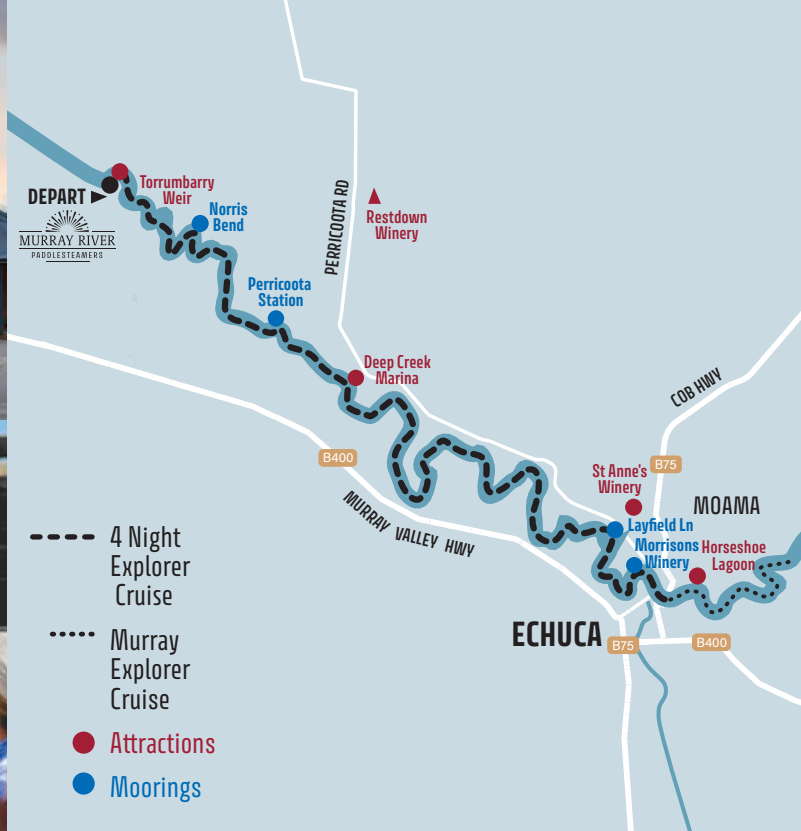 Torrumbarry
Weir
DEPART
MURRAY RIVER
PADDLESTEAMERS
Norris
Bend
PERRICOOTA RD
Restdown
Winery
Perricoota
Station
Deep Creek
Marina
COB HWY
B400
MURRAY VALLEY HWY
St Anne's
Winery
B75
MOAMA
Layfield Ln
Morrisons
Winery
Horseshoe
Lagoon
ECHUCA
B75
B400
4 Night
Explorer
Cruise
Murray
Explorer
Cruise
Attractions
Moorings